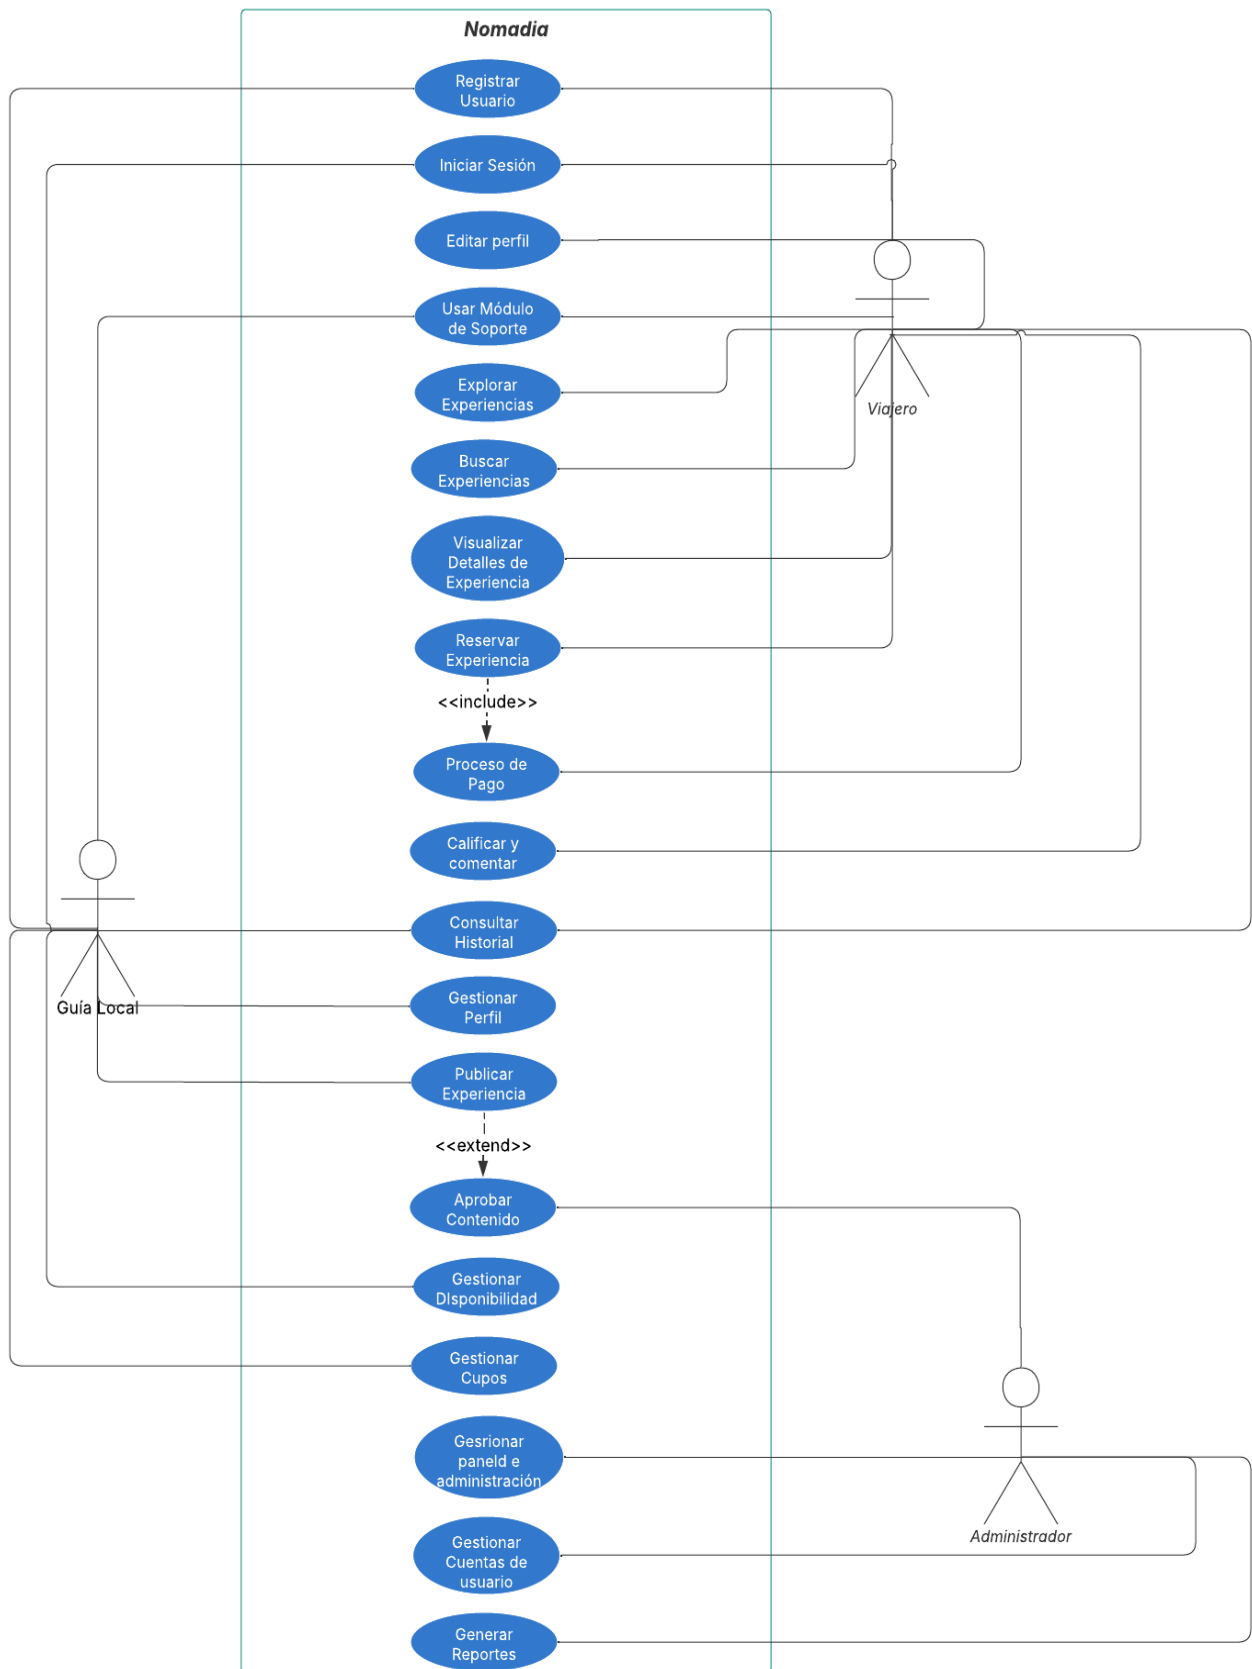 Nomadia
Registrar
Usuario
Iniciar Sesión
Editar perfil
Usar Módulo
de Soporte
Explorar
Experiencias
Viajero
Buscar
Experiencias
Visualizar
Detalles de
Experiencia
Reservar
Experiencia
<<include>>
Proceso de
Pago
Calificar y
comentar
Consultar
Historial
Guía Local
Gestionar
Perfil
Publicar
Experiencia
<<extend>>
Aprobar
Contenido
Gestionar
DIsponibilidad
Gestionar
Cupos
Gesrionar
paneld e
administración
Administrador
Gestionar
Cuentas de
usuario
Generar
Reportes